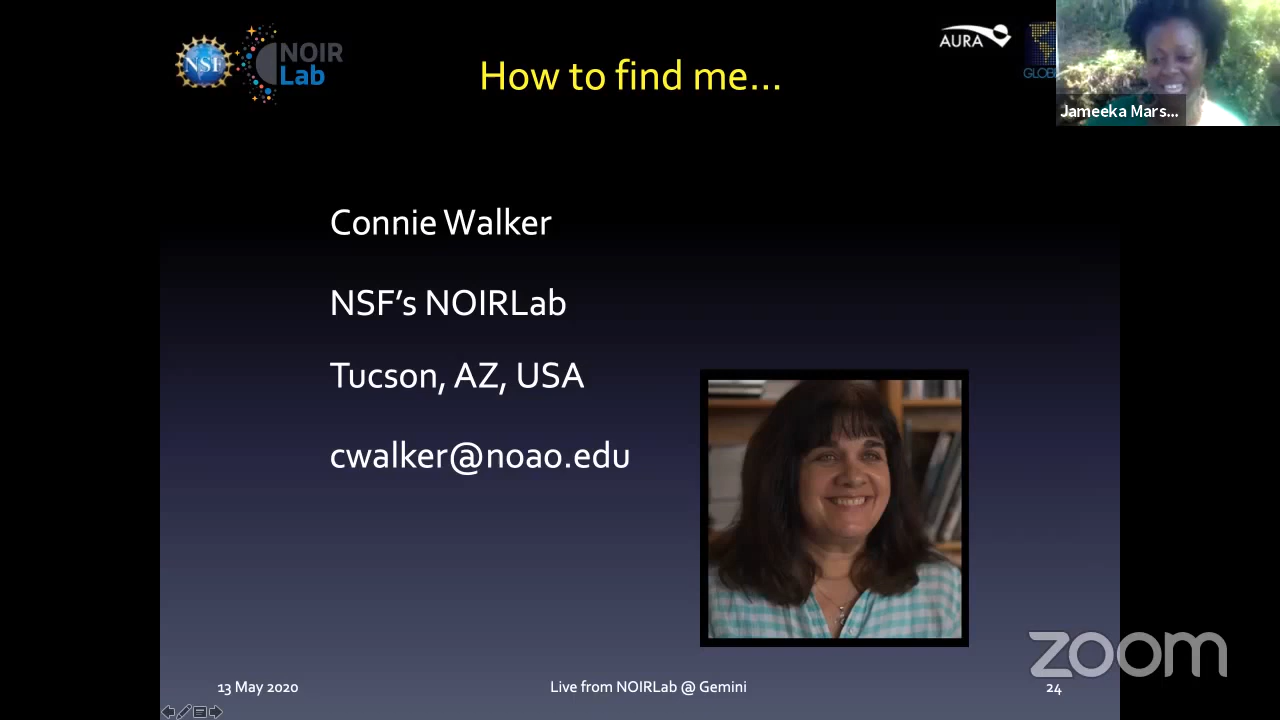 NSF
NOIR
Lab
How to find me...
AURA
GLOB
Jameeka Mars...
Connie Walker
NSF's NOIRLab
Tucson, AZ, USA
cwalker@noao.edu
zoom
13 May 2020
Live from NOIRLab @ Gemini
24